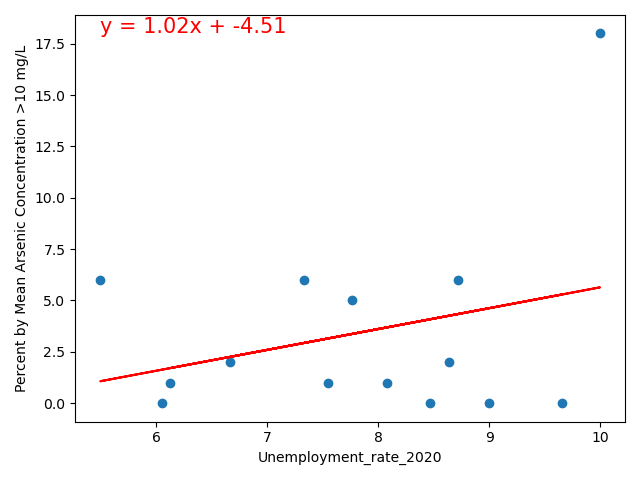 y = 1.02x + -4.51
Percent by Mean Arsenic Concentration >10 mg/L
17.5
15.0
12.5
10.0
7.5
5.0
2.5
0.0
6 7 8 9 10
Unemployment_rate_2020